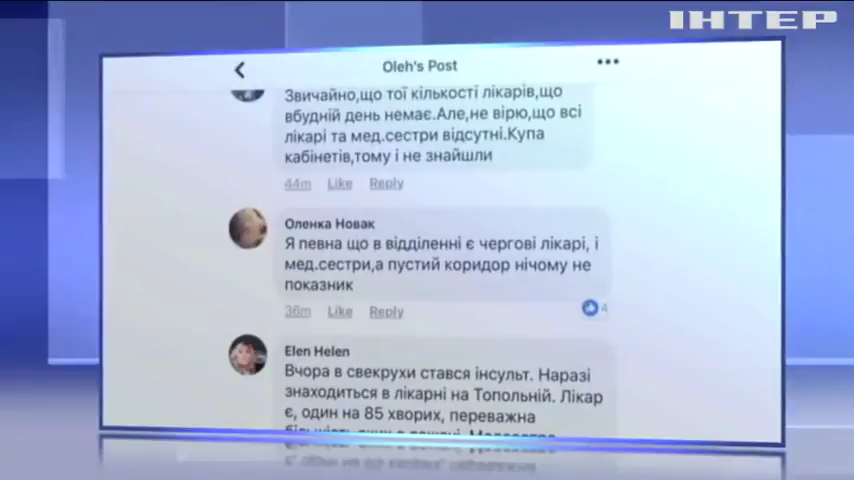 ІНТЕР
Oleh's Post
Звичайно,що тої кількості лікарів,що
вбудній день немає.Але,не вірю,що всі
лікарі та мед.сестри відсутні.Купа
кабінетів,тому і не знайшли
44m Like Reply
Оленка Новак
Я певна що в відділенні є чергові лікарі, і
мед.сестри,а пустий коридор нічому не
показник
36m Like Reply 4
Elen Helen
Вчора в свекрухи стався інсульт. Наразі
знаходиться в лікарні на Топольній. Лікар
є, один на 85 хворих, переважна